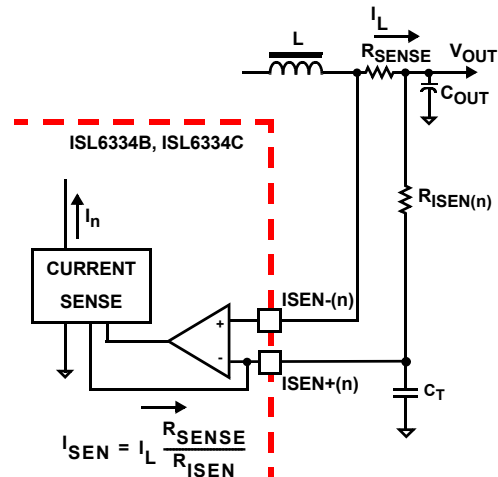 I_L
L
R_SENSE
V_OUT
C_OUT
ISL6334B, ISL6334C
R_ISEN(n)
I_n
CURRENT
SENSE
+
ISEN-(n)
-
ISEN+(n)
C_T
I_SEN = I_L R_SENSE / R_ISEN